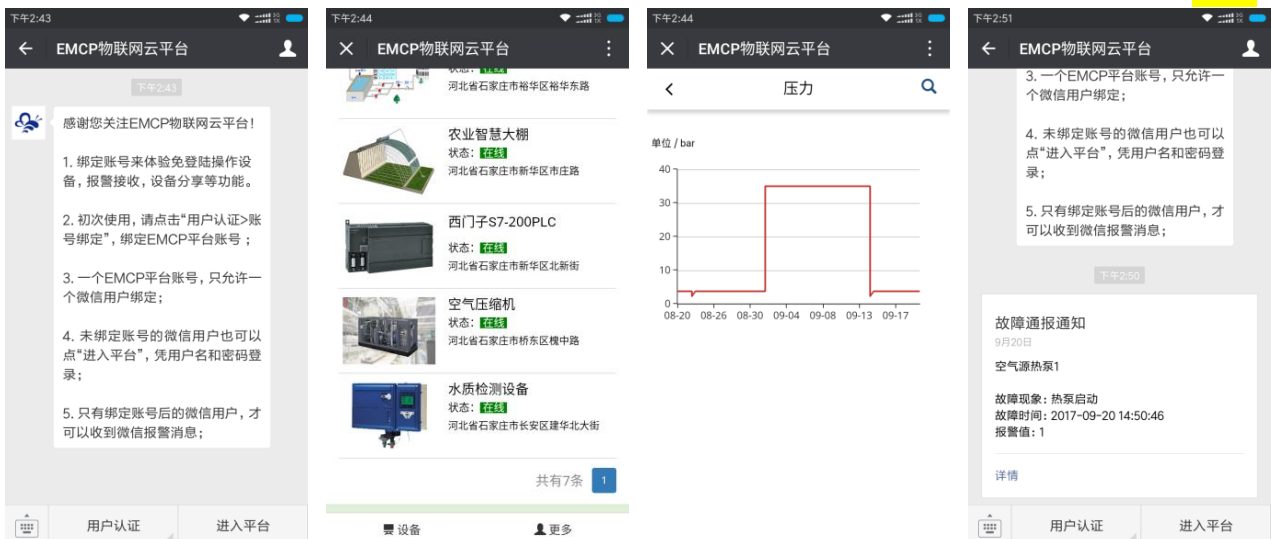 下午2:43
EMCP物联网云平台
下午2:43
感谢您关注EMCP物联网云平台!
1. 绑定账号来体验免登陆操作设
备,报警接收,设备分享等功能。
2. 初次使用,请点击“用户认证>账
号绑定”,绑定EMCP平台账号;
3. 一个EMCP平台账号,只允许一
个微信用户绑定;
4. 未绑定账号的微信用户也可以
点“进入平台”,凭用户名和密码登
录;
5. 只有绑定账号后的微信用户,才
可以收到微信报警消息;
用户认证
进入平台
下午2:44
EMCP物联网云平台
状态: 在线
河北省石家庄市裕华区裕华东路
农业智慧大棚
状态: 在线
河北省石家庄市新华区市庄路
西门子S7-200PLC
状态: 在线
河北省石家庄市新华区北新街
空气压缩机
状态: 在线
河北省石家庄市桥东区槐中路
水质检测设备
状态: 在线
河北省石家庄市长安区建华北大街
共有7条 1
设备
更多
下午2:44
EMCP物联网云平台
压力
单位 / bar
40
30
20
10
0
08-20 08-26 08-30 09-04 09-08 09-13 09-17
下午2:51
EMCP物联网云平台
3. 一个EMCP平台账号,只允许一
个微信用户绑定;
4. 未绑定账号的微信用户也可以
点“进入平台”,凭用户名和密码登
录;
5. 只有绑定账号后的微信用户,才
可以收到微信报警消息;
下午2:50
故障通报通知
9月20日
空气源热泵1
故障现象: 热泵启动
故障时间: 2017-09-20 14:50:46
报警值: 1
详情
用户认证
进入平台